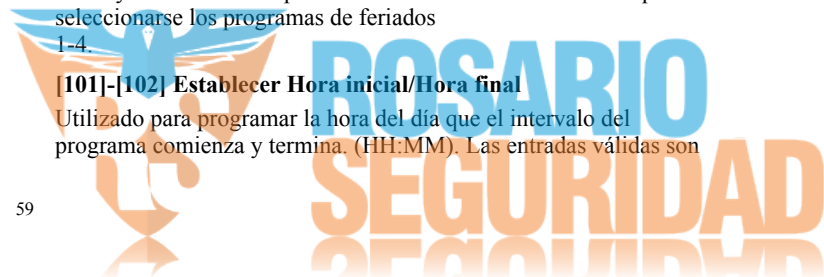 seleccionarse los programas de feriados
1-4.
[101]-[102] Establecer Hora inicial/Hora final
Utilizado para programar la hora del día que el intervalo del
programa comienza y termina. (HH:MM). Las entradas válidas son
59
ROSARIO
SEGURIDAD